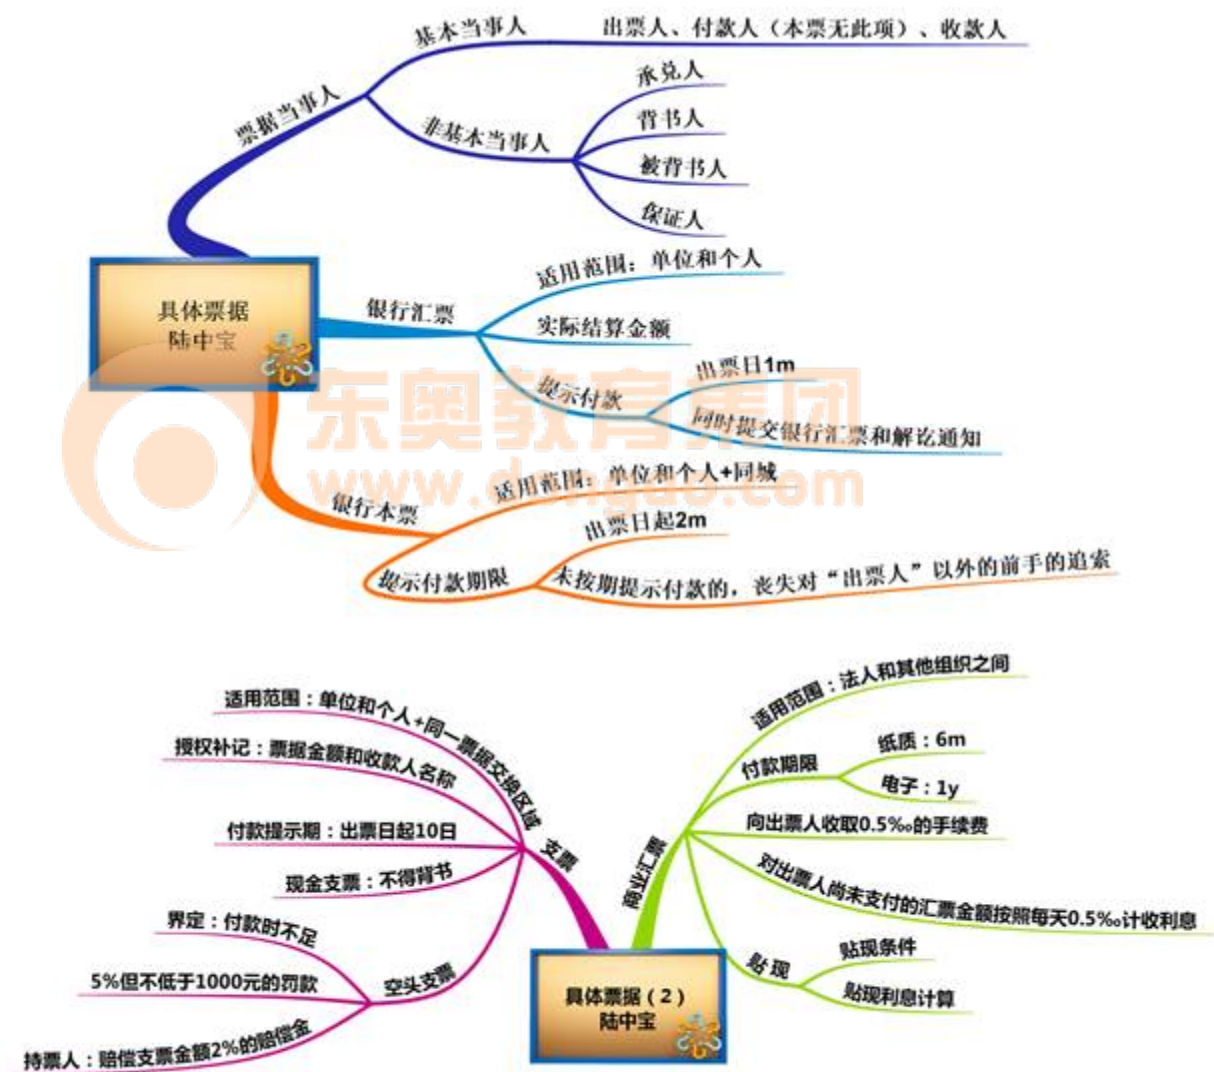 基本当事人
出票人、付款人（本票无此项）、收款人
票据当事人
非基本当事人
承兑人
背书人
被背书人
保证人
具体票据
陆中宝
银行汇票
适用范围：单位和个人
实际结算金额
提示付款
出票日1m
同时提交银行汇票和解讫通知
东奥教育集团
www.dongao.com
银行本票
适用范围：单位和个人+同城
提示付款期限
出票日起2m
未按期提示付款的，丧失对“出票人”以外的前手的追索
适用范围：单位和个人+同一票据交换区域
授权补记：票据金额和收款人名称
付款提示期：出票日起10日
现金支票：不得背书
支票
界定：付款时不足
5%但不低于1000元的罚款
持票人：赔偿支票金额2%的赔偿金
空头支票
商业汇票
适用范围：法人和其他组织之间
付款期限
纸质：6m
电子：1y
向出票人收取0.5‰的手续费
对出票人尚未支付的汇票金额按照每天0.5‰计收利息
贴现
贴现条件
贴现利息计算
具体票据（2）
陆中宝